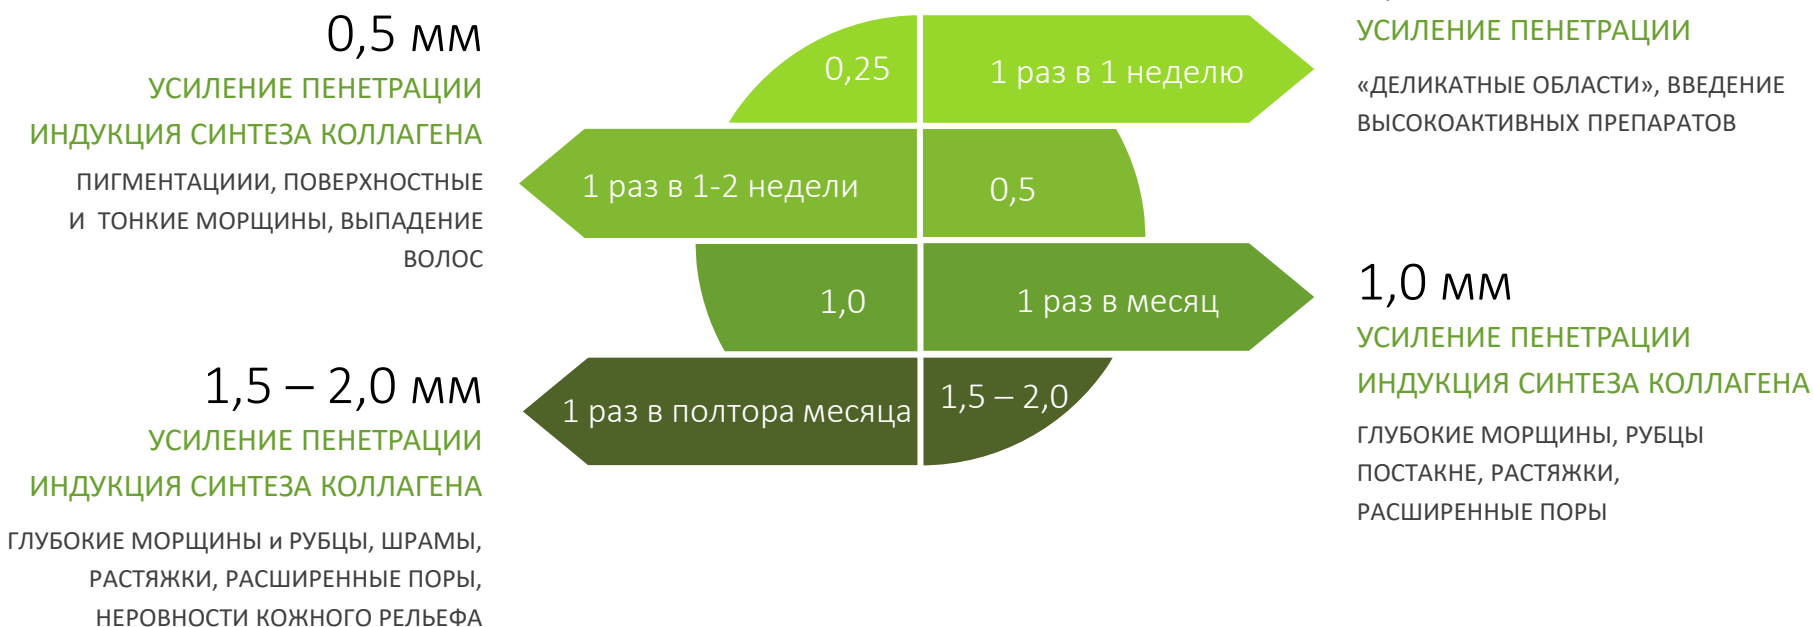 0,5 мм
УСИЛЕНИЕ ПЕНЕТРАЦИИ
ИНДУКЦИЯ СИНТЕЗА КОЛЛАГЕНА
ПИГМЕНТАЦИИИ, ПОВЕРХНОСТНЫЕ
И ТОНКИЕ МОРЩИНЫ, ВЫПАДЕНИЕ
ВОЛОС
1,5 – 2,0 мм
УСИЛЕНИЕ ПЕНЕТРАЦИИ
ИНДУКЦИЯ СИНТЕЗА КОЛЛАГЕНА
ГЛУБОКИЕ МОРЩИНЫ и РУБЦЫ, ШРАМЫ,
РАСТЯЖКИ, РАСШИРЕННЫЕ ПОРЫ,
НЕРОВНОСТИ КОЖНОГО РЕЛЬЕФА
0,25
1 раз в 1 неделю
1 раз в 1-2 недели
0,5
1,0
1 раз в месяц
1 раз в полтора месяца
1,5 – 2,0
УСИЛЕНИЕ ПЕНЕТРАЦИИ
«ДЕЛИКАТНЫЕ ОБЛАСТИ», ВВЕДЕНИЕ
ВЫСОКОАКТИВНЫХ ПРЕПАРАТОВ
1,0 мм
УСИЛЕНИЕ ПЕНЕТРАЦИИ
ИНДУКЦИЯ СИНТЕЗА КОЛЛАГЕНА
ГЛУБОКИЕ МОРЩИНЫ, РУБЦЫ
ПОСТАКНЕ, РАСТЯЖКИ,
РАСШИРЕННЫЕ ПОРЫ